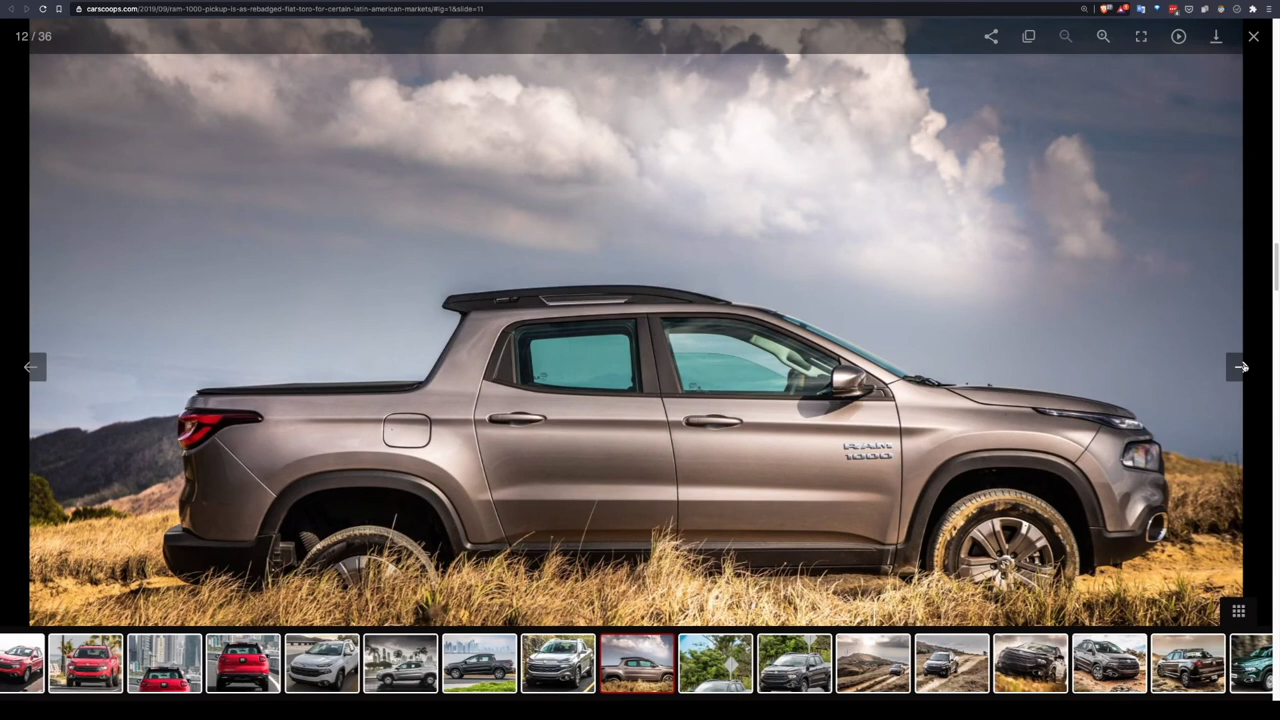 carscoops.com/2019/09/ram-1000-pickup-is-as-rebadged-fiat-toro-for-certain-latin-american-markets/#lg=1&slide=11
12 / 36
RAM
1000